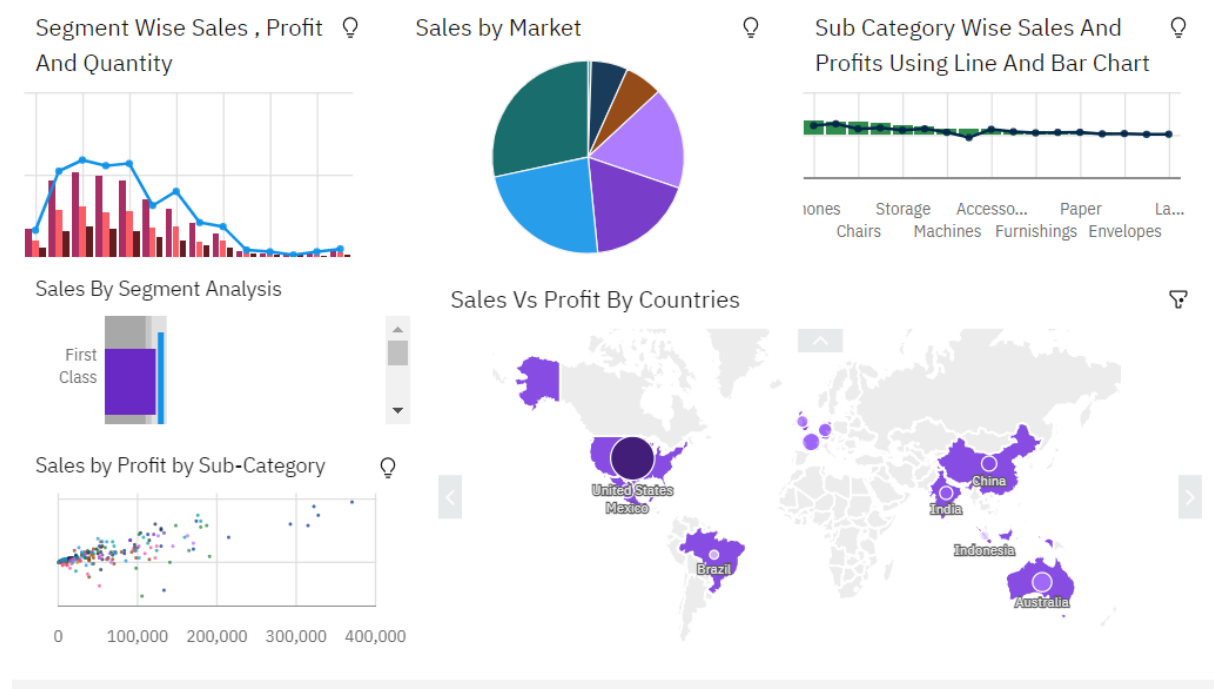 Segment Wise Sales , Profit
And Quantity
Sales by Market
Sub Category Wise Sales And
Profits Using Line And Bar Chart
Storage
Accesso...
Paper
La...
Chairs
Machines
Furnishings
Envelopes
Sales By Segment Analysis
First
Class
Sales Vs Profit By Countries
United States
Mexico
Brazil
China
India
Indonesia
Australia
Sales by Profit by Sub-Category
0
100,000
200,000
300,000
400,000